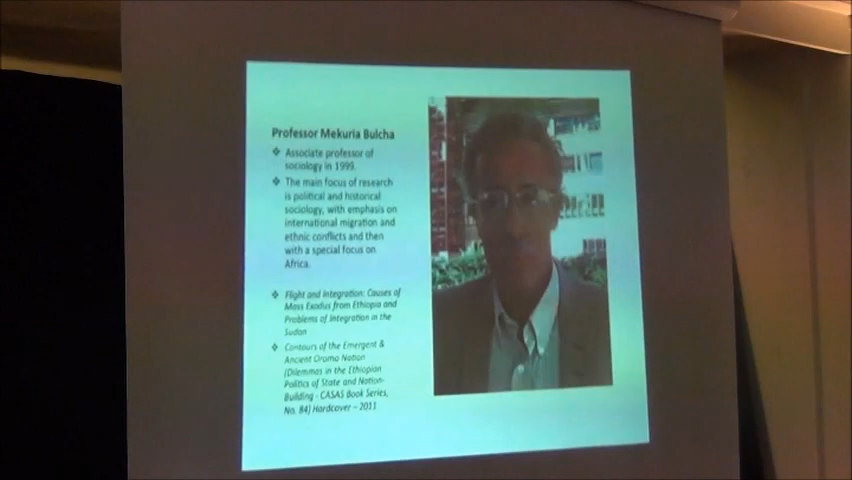 Professor Mekuria Bulcha
❖ Associate professor of
sociology in 1999.
❖ The main focus of research
is political and historical
sociology, with emphasis on
international migration and
ethnic conflicts and then
with a special focus on
Africa.
❖ Flight and Integration: Causes of
Mass Exodus from Ethiopia and
Problems of Integration in the
Sudan
❖ Contours of the Emergent &
Ancient Oromo Nation
(Dilemmas in the Ethiopian
Politics of State and Nation-
Building - CASAS Book Series,
No. 84) Hardcover – 2011